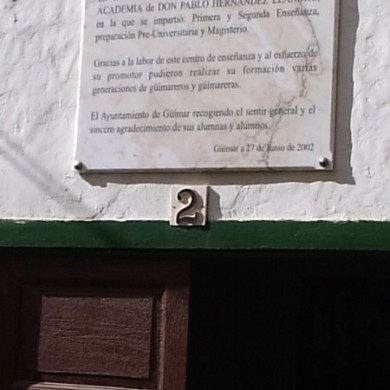 ACADEMIA de DON PABLO HERNÁNDEZ
en la que se impartió: Primera y Segunda Enseñanza,
preparación Pre-Universitaria y Magisterio.
Gracias a la labor de este centro de enseñanza y al esfuerzo de
su promotor pudieron realizar su formación varias
generaciones de güimareros y güimareras.
El Ayuntamiento de Güímar recogiendo el sentir general y el
sincero agradecimiento de sus alumnas y alumnos.
Güímar a 27 de Junio de 2002
2